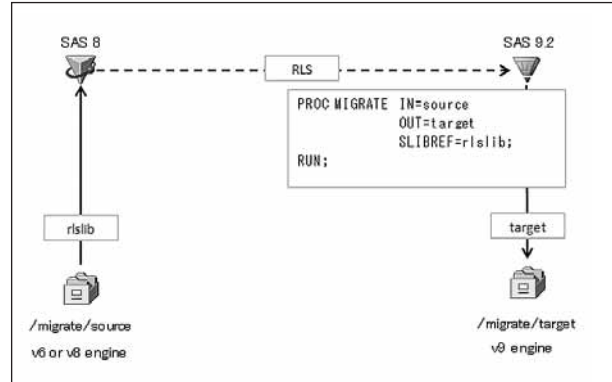 SAS 8
SAS 9.2
RLS
PROC MIGRATE IN=source
OUT=target
SLIBREF=rlslib;
RUN;
rlslib
target
/migrate/source
v6 or v8 engine
/migrate/target
v9 engine